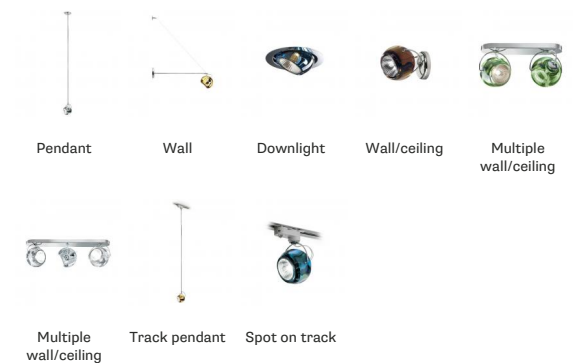 Pendant
Wall
Downlight
Wall/ceiling
Multiple
wall/ceiling
Multiple
wall/ceiling
Track pendant
Spot on track